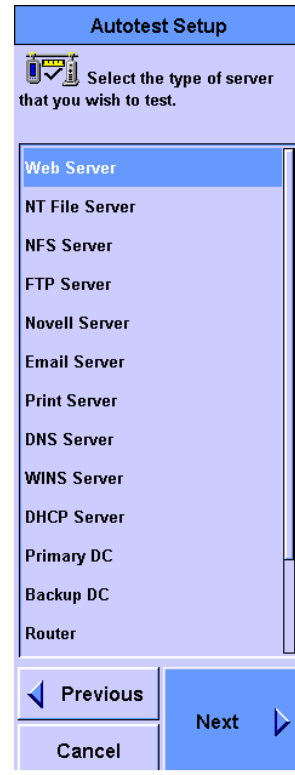 Autotest Setup
Select the type of server
that you wish to test.
Web Server
NT File Server
NFS Server
FTP Server
Novell Server
Email Server
Print Server
DNS Server
WINS Server
DHCP Server
Primary DC
Backup DC
Router
Previous
Next
Cancel